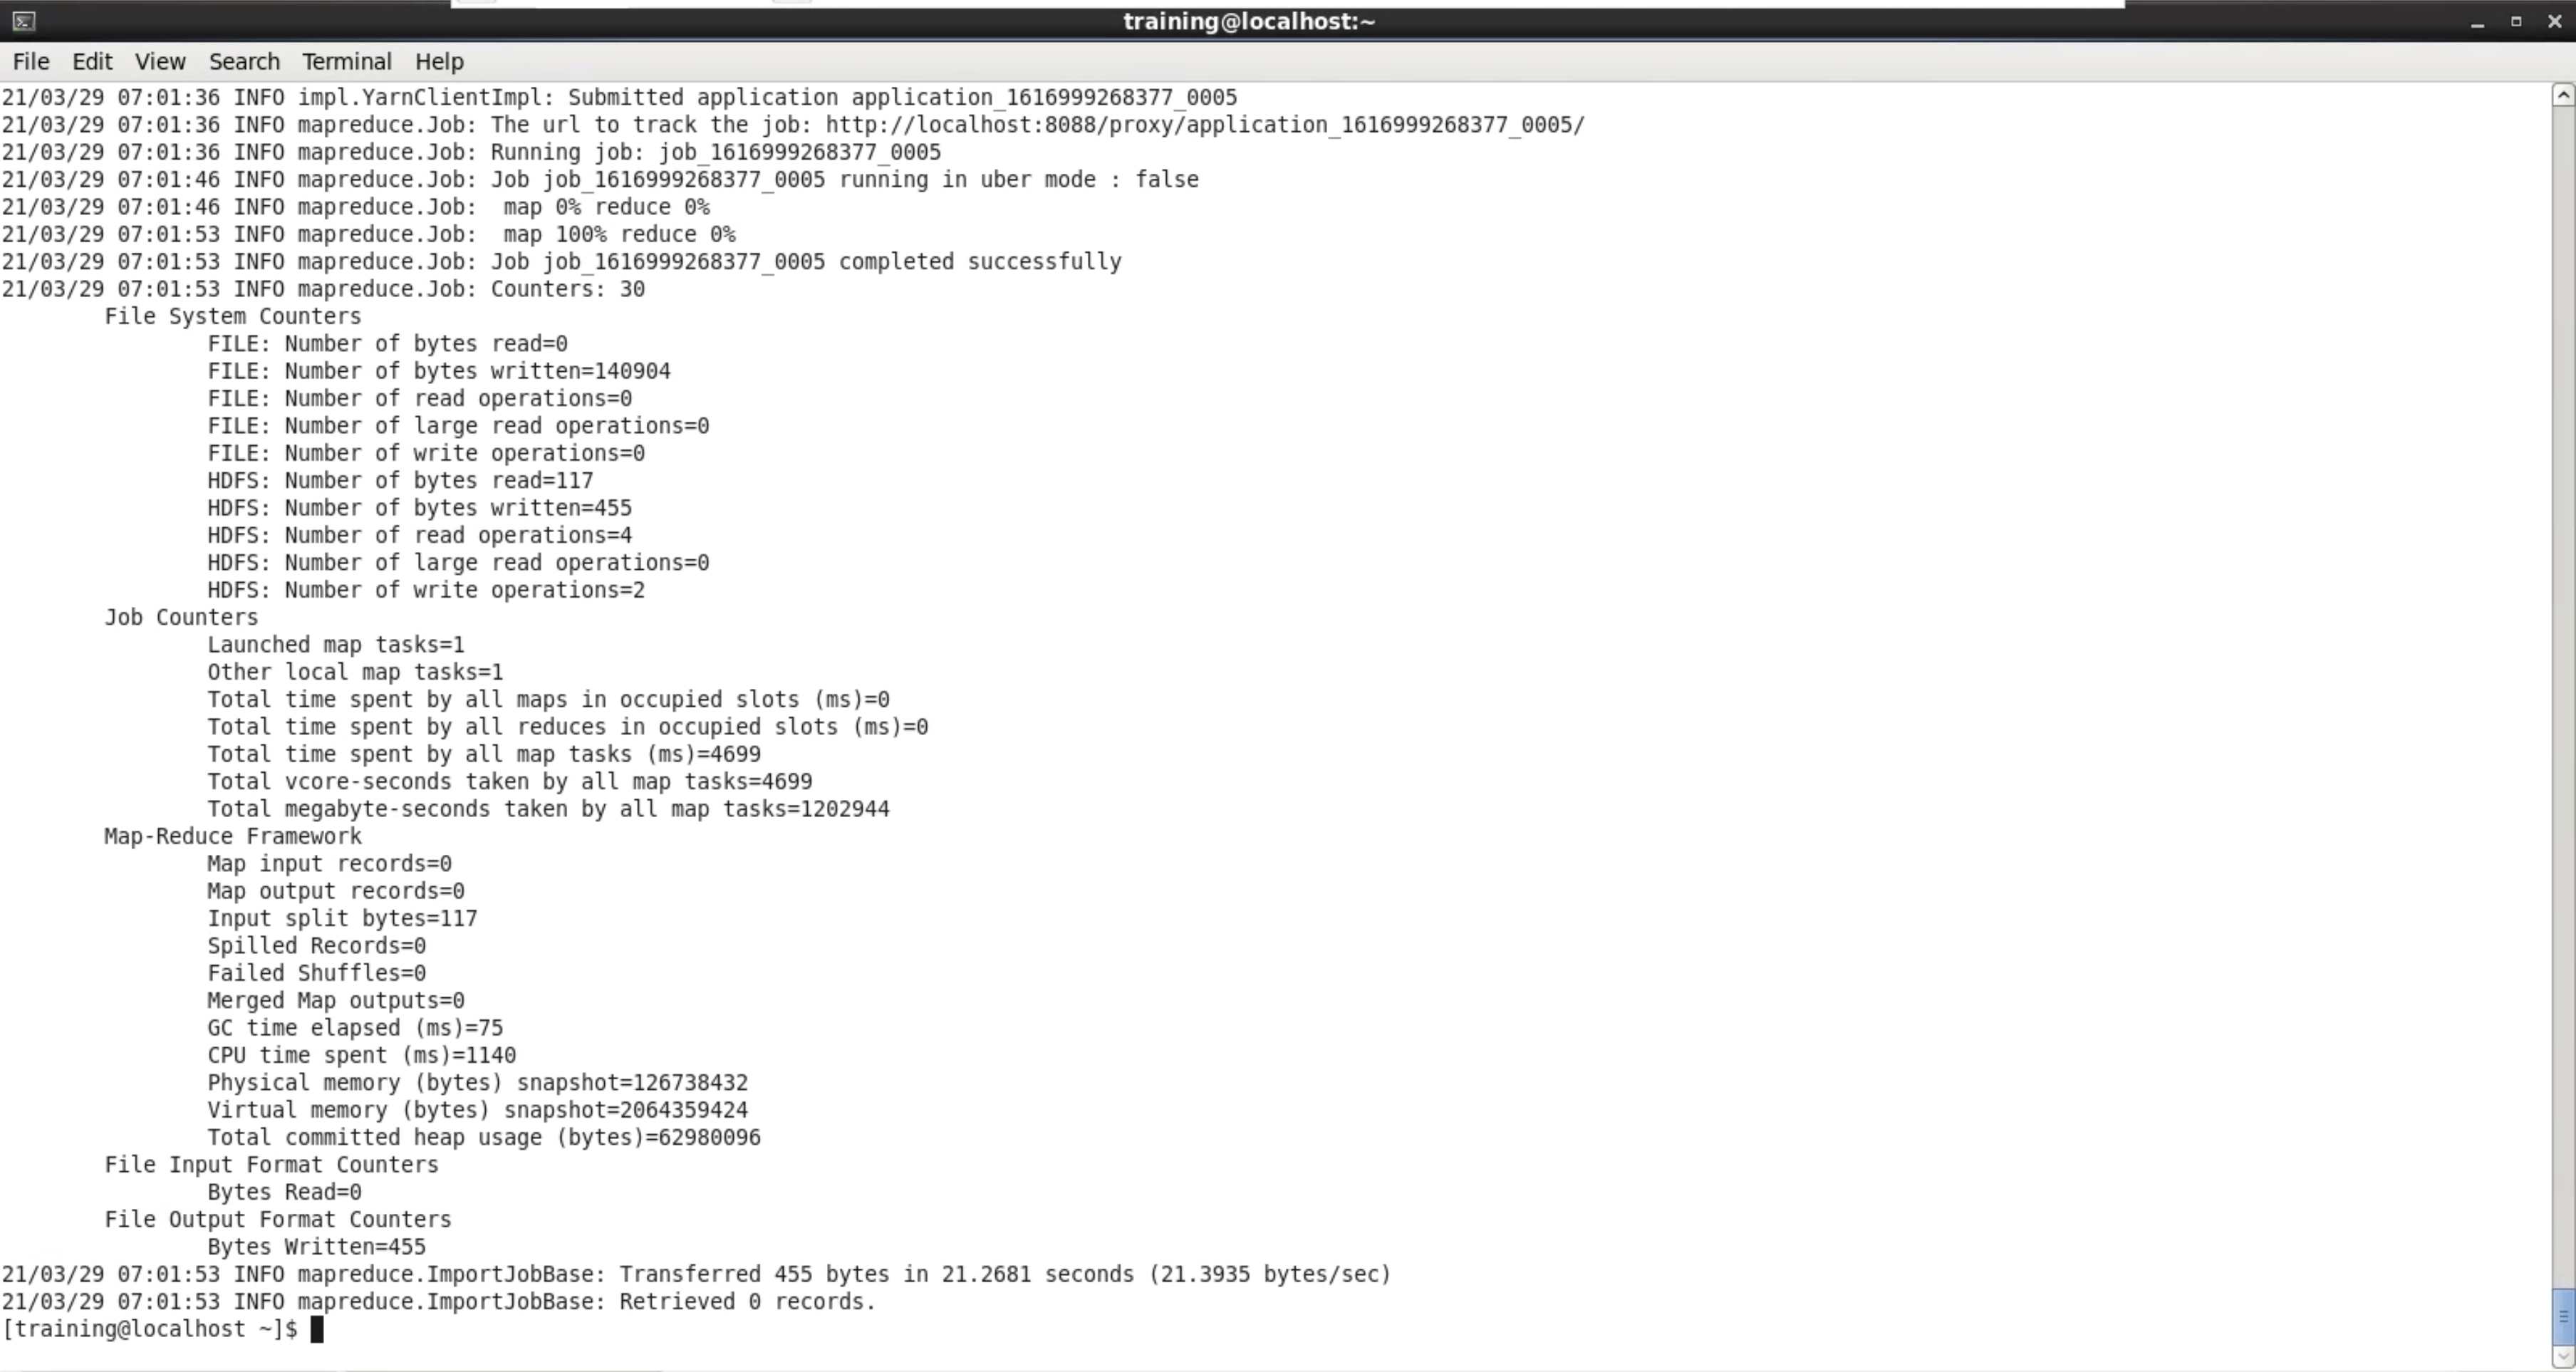 training@localhost:~
File Edit View Search Terminal Help
21/03/29 07:01:36 INFO impl.YarnClientImpl: Submitted application application_1616999268377_0005
21/03/29 07:01:36 INFO mapreduce.Job: The url to track the job: http://localhost:8088/proxy/application_1616999268377_0005/
21/03/29 07:01:36 INFO mapreduce.Job: Running job: job_1616999268377_0005
21/03/29 07:01:46 INFO mapreduce.Job: Job job_1616999268377_0005 running in uber mode : false
21/03/29 07:01:46 INFO mapreduce.Job:  map 0% reduce 0%
21/03/29 07:01:53 INFO mapreduce.Job:  map 100% reduce 0%
21/03/29 07:01:53 INFO mapreduce.Job: Job job_1616999268377_0005 completed successfully
21/03/29 07:01:53 INFO mapreduce.Job: Counters: 30
File System Counters
FILE: Number of bytes read=0
FILE: Number of bytes written=140904
FILE: Number of read operations=0
FILE: Number of large read operations=0
FILE: Number of write operations=0
HDFS: Number of bytes read=117
HDFS: Number of bytes written=455
HDFS: Number of read operations=4
HDFS: Number of large read operations=0
HDFS: Number of write operations=2
Job Counters
Launched map tasks=1
Other local map tasks=1
Total time spent by all maps in occupied slots (ms)=0
Total time spent by all reduces in occupied slots (ms)=0
Total time spent by all map tasks (ms)=4699
Total vcore-seconds taken by all map tasks=4699
Total megabyte-seconds taken by all map tasks=1202944
Map-Reduce Framework
Map input records=0
Map output records=0
Input split bytes=117
Spilled Records=0
Failed Shuffles=0
Merged Map outputs=0
GC time elapsed (ms)=75
CPU time spent (ms)=1140
Physical memory (bytes) snapshot=126738432
Virtual memory (bytes) snapshot=2064359424
Total committed heap usage (bytes)=62980096
File Input Format Counters
Bytes Read=0
File Output Format Counters
Bytes Written=455
21/03/29 07:01:53 INFO mapreduce.ImportJobBase: Transferred 455 bytes in 21.2681 seconds (21.3935 bytes/sec)
21/03/29 07:01:53 INFO mapreduce.ImportJobBase: Retrieved 0 records.
[training@localhost ~]$